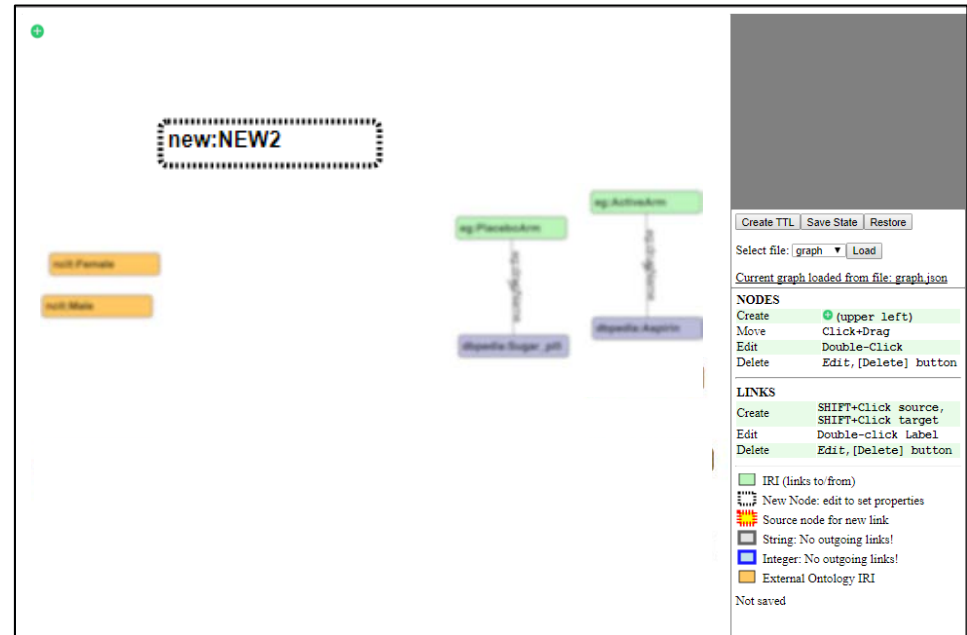 new:NEW2
eg:ActiveArm
eg:PlaceboArm
eg:drugName
eg:drugName
ncit:Female
ncit:Male
dbpedia:Aspirin
dbpedia:Sugar_pill
Create TTL Save State Restore
Select file: graph ▼ Load
Current graph loaded from file: graph.json
NODES
Create (upper left)
Move Click+Drag
Edit Double-Click
Delete Edit,[Delete] button
LINKS
Create SHIFT+Click source,
SHIFT+Click target
Edit Double-click Label
Delete Edit,[Delete] button
IRI (links to/from)
New Node: edit to set properties
Source node for new link
String: No outgoing links!
Integer: No outgoing links!
External Ontology IRI
Not saved